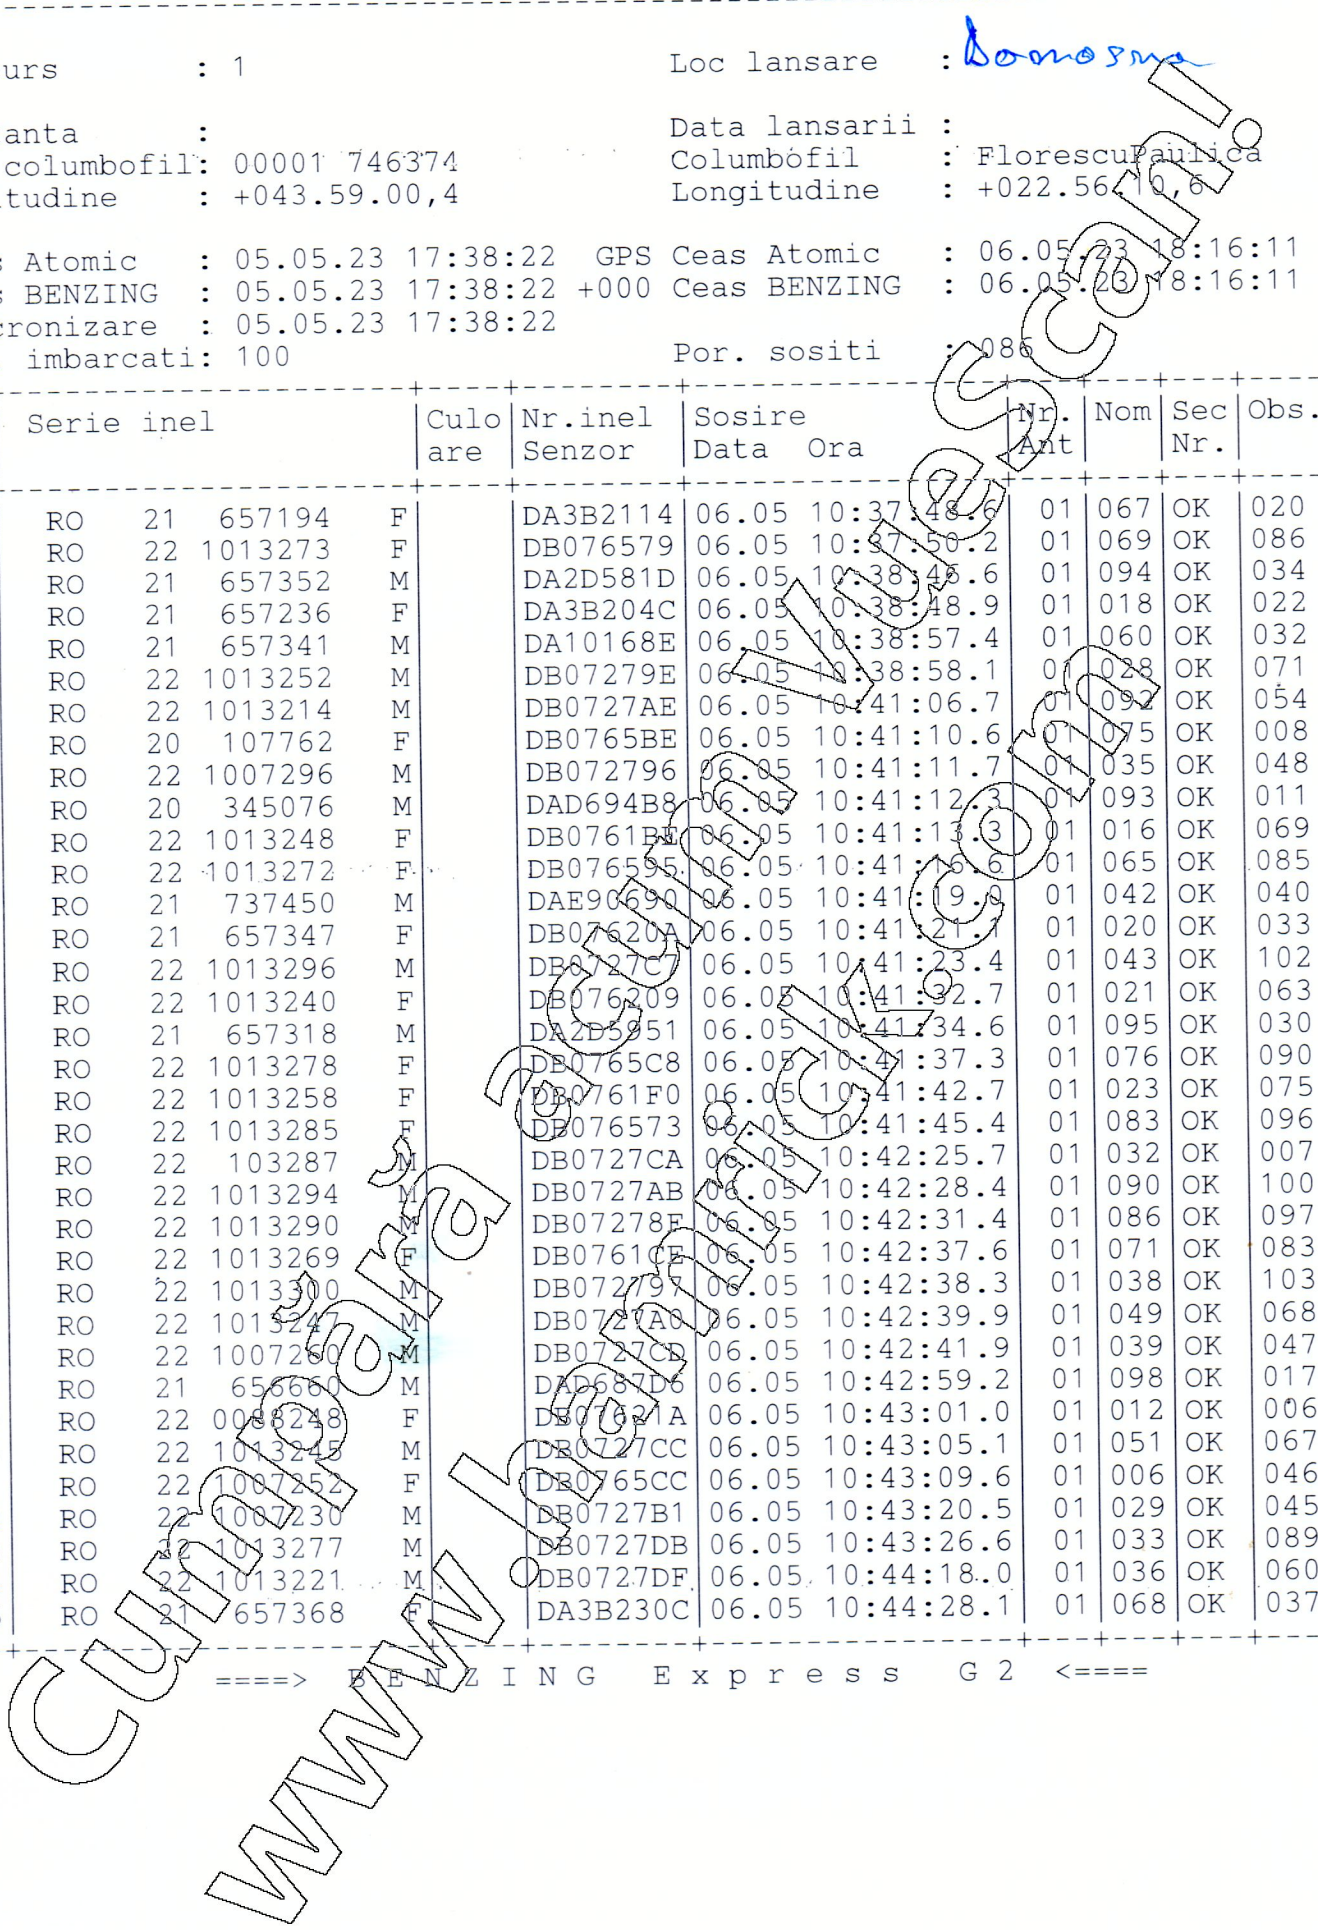 urs : 1 Loc lansare : Domosna
anta : Data lansarii :
columbofil: 00001 746374 Columbofil : FlorescuPaulica
tudine : +043.59.00,4 Longitudine : +022.56.10,6
s Atomic : 05.05.23 17:38:22 GPS Ceas Atomic : 06.05.23 18:16:11
s BENZING : 05.05.23 17:38:22 +000 Ceas BENZING : 06.05.23 18:16:11
cronizare : 05.05.23 17:38:22
imbarcati: 100 Por. sositi : 086
Serie inel Culo Nr.inel Sosire Nr. Nom Sec Obs.
are Senzor Data Ora Ant Nr.
RO 21 657194 F DA3B2114 06.05 10:37:48.6 01 067 OK 020
RO 22 1013273 F DB076579 06.05 10:37:50.2 01 069 OK 086
RO 21 657352 M DA2D581D 06.05 10:38:46.6 01 094 OK 034
RO 21 657236 F DA3B204C 06.05 10:38:48.9 01 018 OK 022
RO 21 657341 M DA10168E 06.05 10:38:57.4 01 060 OK 032
RO 22 1013252 M DB07279E 06.05 10:38:58.1 01 028 OK 071
RO 22 1013214 M DB0727AE 06.05 10:41:06.7 01 092 OK 054
RO 20 107762 F DB0765BE 06.05 10:41:10.6 01 075 OK 008
RO 22 1007296 M DB072796 06.05 10:41:11.7 01 035 OK 048
RO 20 345076 M DAD694B8 06.05 10:41:12.3 01 093 OK 011
RO 22 1013248 F DB0761BE 06.05 10:41:13.3 01 016 OK 069
RO 22 1013272 F DB076595 06.05 10:41:16.6 01 065 OK 085
RO 21 737450 M DAE90690 06.05 10:41:19.0 01 042 OK 040
RO 21 657347 F DB07620A 06.05 10:41:21.1 01 020 OK 033
RO 22 1013296 M DB0727C7 06.05 10:41:23.4 01 043 OK 102
RO 22 1013240 F DB076209 06.05 10:41:32.7 01 021 OK 063
RO 21 657318 M DA2D5951 06.05 10:41:34.6 01 095 OK 030
RO 22 1013278 F DB0765C8 06.05 10:41:37.3 01 076 OK 090
RO 22 1013258 F DB0761F0 06.05 10:41:42.7 01 023 OK 075
RO 22 1013285 F DB076573 06.05 10:41:45.4 01 083 OK 096
RO 22 103287 M DB0727CA 06.05 10:42:25.7 01 032 OK 007
RO 22 1013294 M DB0727AB 06.05 10:42:28.4 01 090 OK 100
RO 22 1013290 M DB07278F 06.05 10:42:31.4 01 086 OK 097
RO 22 1013269 F DB0761CE 06.05 10:42:37.6 01 071 OK 083
RO 22 1013300 M DB072797 06.05 10:42:38.3 01 038 OK 103
RO 22 1013247 M DB0727A0 06.05 10:42:39.9 01 049 OK 068
RO 22 1007260 M DB0727CD 06.05 10:42:41.9 01 039 OK 047
RO 21 656660 M DAD687D6 06.05 10:42:59.2 01 098 OK 017
RO 22 0088248 F DB07621A 06.05 10:43:01.0 01 012 OK 006
RO 22 1013245 M DB0727CC 06.05 10:43:05.1 01 051 OK 067
RO 22 1007252 F DB0765CC 06.05 10:43:09.6 01 006 OK 046
RO 22 1007230 M DB0727B1 06.05 10:43:20.5 01 029 OK 045
RO 22 1013277 M DB0727DB 06.05 10:43:26.6 01 033 OK 089
RO 22 1013221 M DB0727DF 06.05 10:44:18.0 01 036 OK 060
RO 21 657368 F DA3B230C 06.05 10:44:28.1 01 068 OK 037
====> B E N Z I N G E x p r e s s G 2 <====
Cumpără acum VueScan!
www.hamrick.com